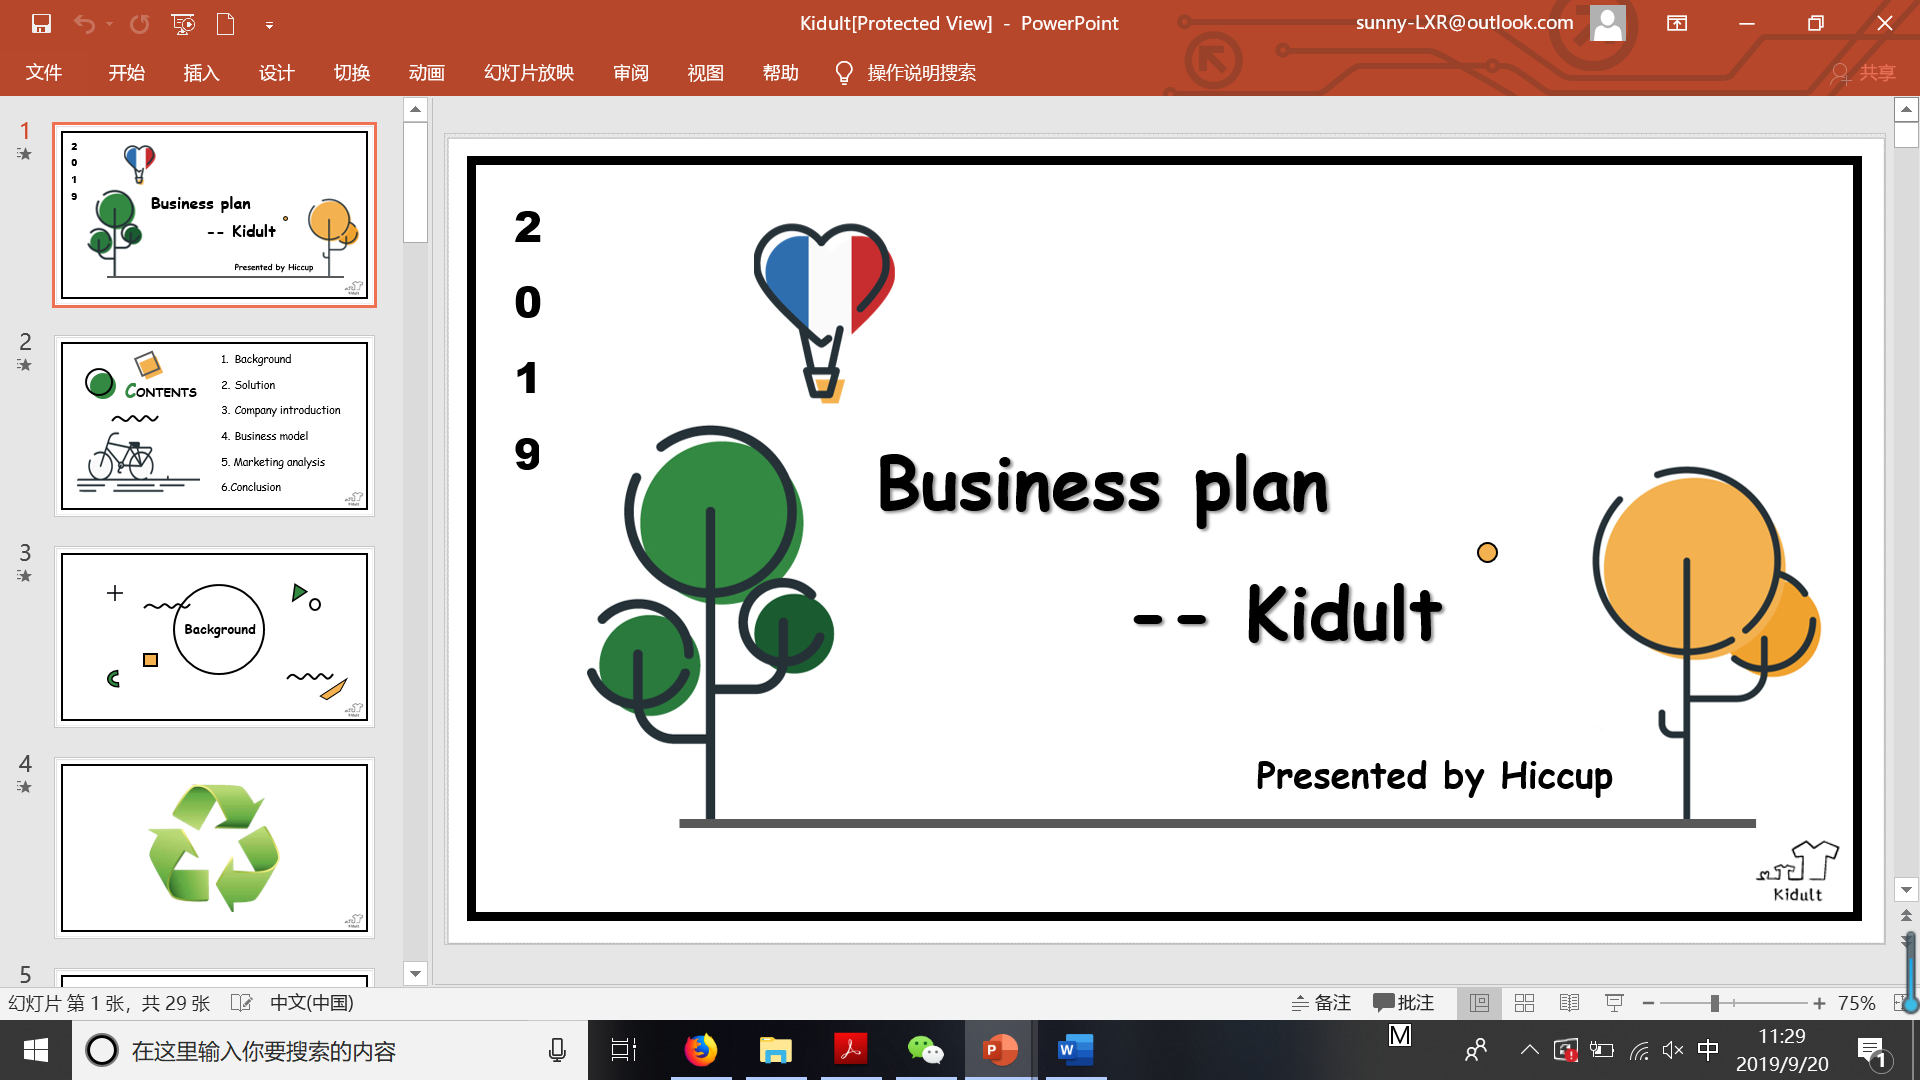 Kidult[Protected View] - PowerPoint
sunny-LXR@outlook.com
文件 开始 插入 设计 切换 动画 幻灯片放映 审阅 视图 帮助 操作说明搜索 共享
1
2
0
1
9
Business plan
-- Kidult
Presented by Hiccup
Kidult
2
CONTENTS
1. Background
2. Solution
3. Company introduction
4. Business model
5. Marketing analysis
6.Conclusion
Kidult
3
Background
Kidult
4
Kidult
5
2
0
1
9
Business plan
-- Kidult
Presented by Hiccup
Kidult
幻灯片 第 1 张，共 29 张 中文(中国) 备注 批注 75%
在这里输入你要搜索的内容
M
中
11:29
2019/9/20
1